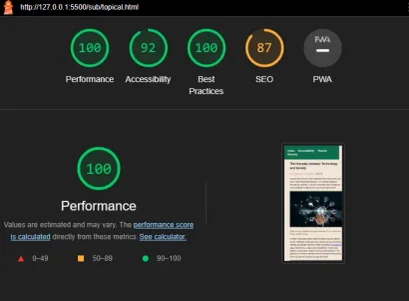 http://127.0.0.1:5500/sub/topical.html
100
92
100
87
PWA
Performance
Accessibility
Best
Practices
SEO
PWA
100
Performance
Values are estimated and may vary. The performance score
is calculated directly from these metrics. See calculator.
0–49
50–89
90–100